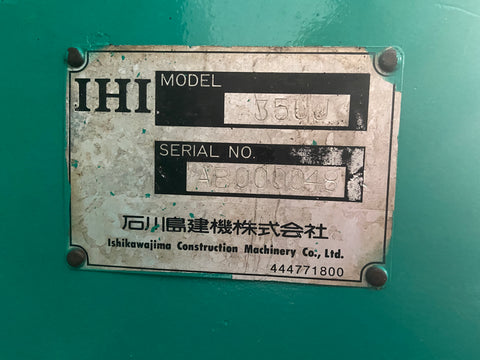 IHI
MODEL
35UJ
SERIAL NO.
石川島建機株式会社
Ishikawajima Construction Machinery Co., Ltd.
444771800